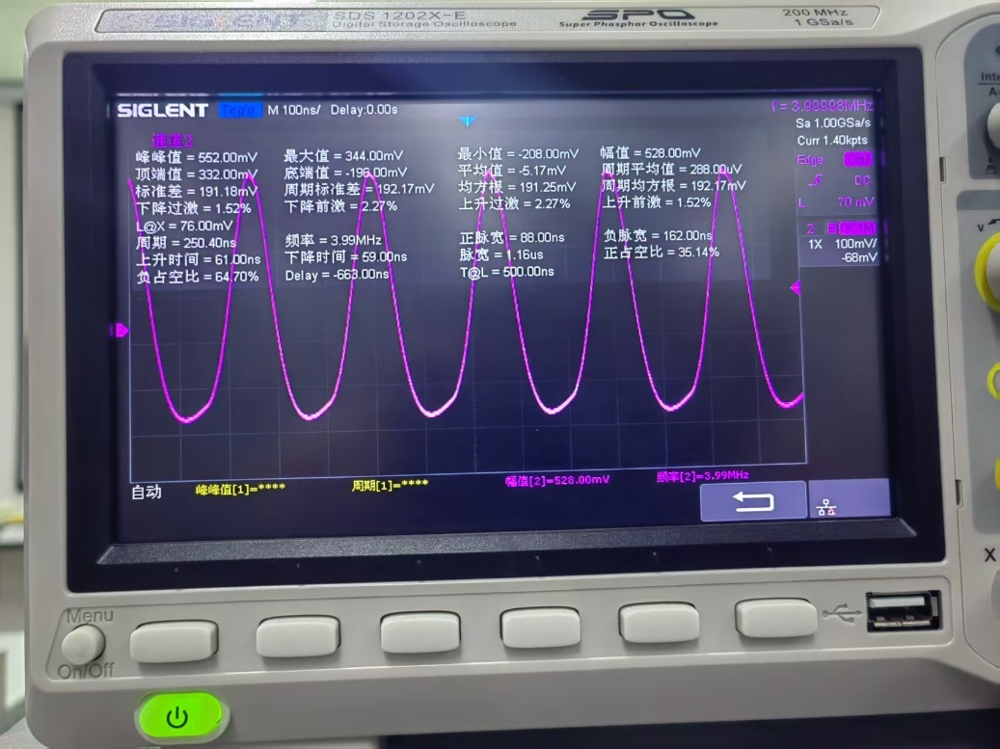 SIGLENT SDS 1202X-E
Digital Storage Oscilloscope
SPO
Super Phosphor Oscilloscope
200 MHz
1 GSa/s
SIGLENT Trig'd M 100ns/ Delay:0.00s
f = 3.99998MHz
Sa 1.00GSa/s
Curr 1.40kpts
通道2
峰峰值 = 552.00mV 最大值 = 344.00mV 最小值 = -208.00mV 幅值 = 528.00mV
顶端值 = 332.00mV 底端值 = -196.00mV 平均值 = -5.17mV 周期平均值 = 288.00uV
标准差 = 191.18mV 周期标准差 = 192.17mV 均方根 = 191.25mV 周期均方根 = 192.17mV
下降过激 = 1.52% 下降前激 = 2.27% 上升过激 = 2.27% 上升前激 = 1.52%
L@X = 76.00mV
周期 = 250.40ns 频率 = 3.99MHz 正脉宽 = 88.00ns 负脉宽 = 162.00ns
上升时间 = 61.00ns 下降时间 = 59.00ns 脉宽 = 1.16us 正占空比 = 35.14%
负占空比 = 64.70% Delay = -663.00ns T@L = 500.00ns
Edge CH2
DC
L 70 mV
2 DC1M
1X 100mV/
-68mV
2
自动 峰峰值[1]=**** 周期[1]=**** 幅值[2]=528.00mV 频率[2]=3.99MHz
Menu
On/Off
X